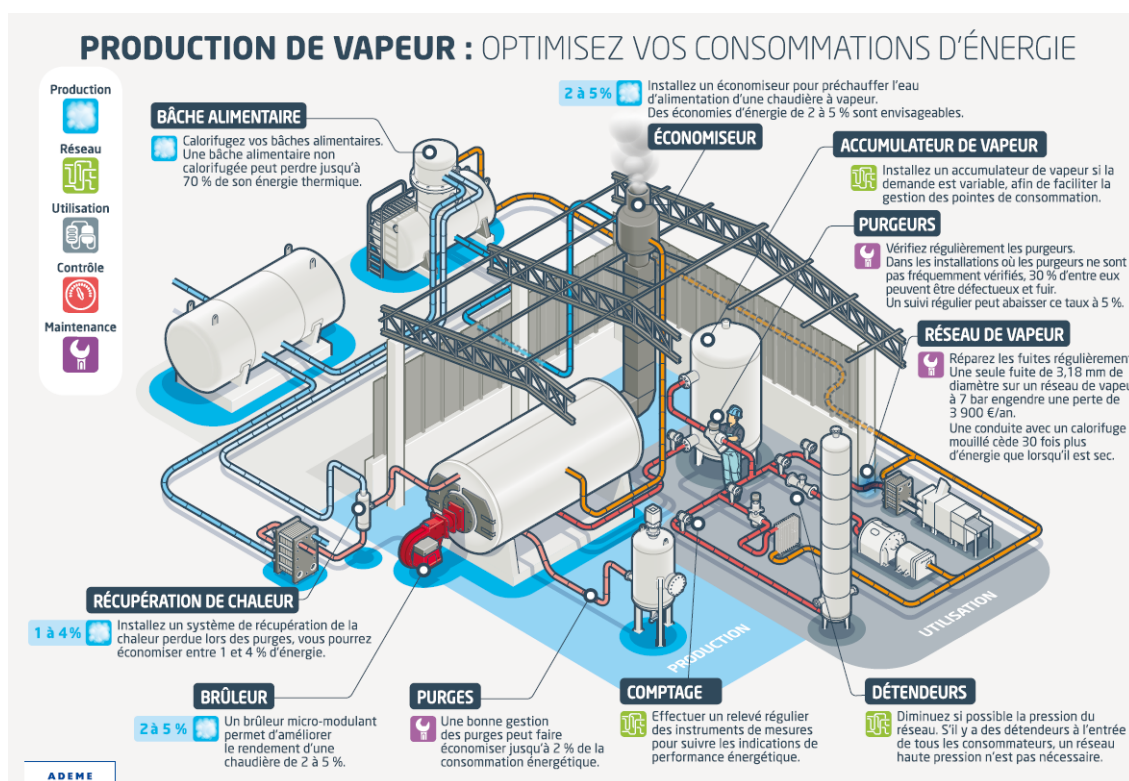 PRODUCTION DE VAPEUR : OPTIMISEZ VOS CONSOMMATIONS D'ÉNERGIE
Production
Réseau
Utilisation
Contrôle
Maintenance
BÂCHE ALIMENTAIRE
Calorifugez vos bâches alimentaires.
Une bâche alimentaire non
calorifugée peut perdre jusqu'à
70 % de son énergie thermique.
2 à 5 %
Installez un économiseur pour préchauffer l'eau
d'alimentation d'une chaudière à vapeur.
Des économies d'énergie de 2 à 5 % sont envisageables.
ÉCONOMISEUR
ACCUMULATEUR DE VAPEUR
Installez un accumulateur de vapeur si la
demande est variable, afin de faciliter la
gestion des pointes de consommation.
PURGEURS
Vérifiez régulièrement les purgeurs.
Dans les installations où les purgeurs ne sont
pas fréquemment vérifiés, 30 % d'entre eux
peuvent être défectueux et fuir.
Un suivi régulier peut abaisser ce taux à 5 %.
RÉSEAU DE VAPEUR
Réparez les fuites régulièremen
Une seule fuite de 3,18 mm de
diamètre sur un réseau de vapeu
à 7 bar engendre une perte de
3 900 €/an.
Une conduite avec un calorifuge
mouillé cède 30 fois plus
d'énergie que lorsqu'il est sec.
RÉCUPÉRATION DE CHALEUR
1 à 4 %
Installez un système de récupération de la
chaleur perdue lors des purges, vous pourrez
économiser entre 1 et 4 % d'énergie.
PRODUCTION
UTILISATION
BRÛLEUR
2 à 5 %
Un brûleur micro-modulant
permet d'améliorer
le rendement d'une
chaudière de 2 à 5 %.
PURGES
Une bonne gestion
des purges peut faire
économiser jusqu'à 2 % de la
consommation énergétique.
COMPTAGE
Effectuer un relevé régulier
des instruments de mesures
pour suivre les indications de
performance énergétique.
DÉTENDEURS
Diminuez si possible la pression du
réseau. S'il y a des détendeurs à l'entrée
de tous les consommateurs, un réseau
haute pression n'est pas nécessaire.
ADEME